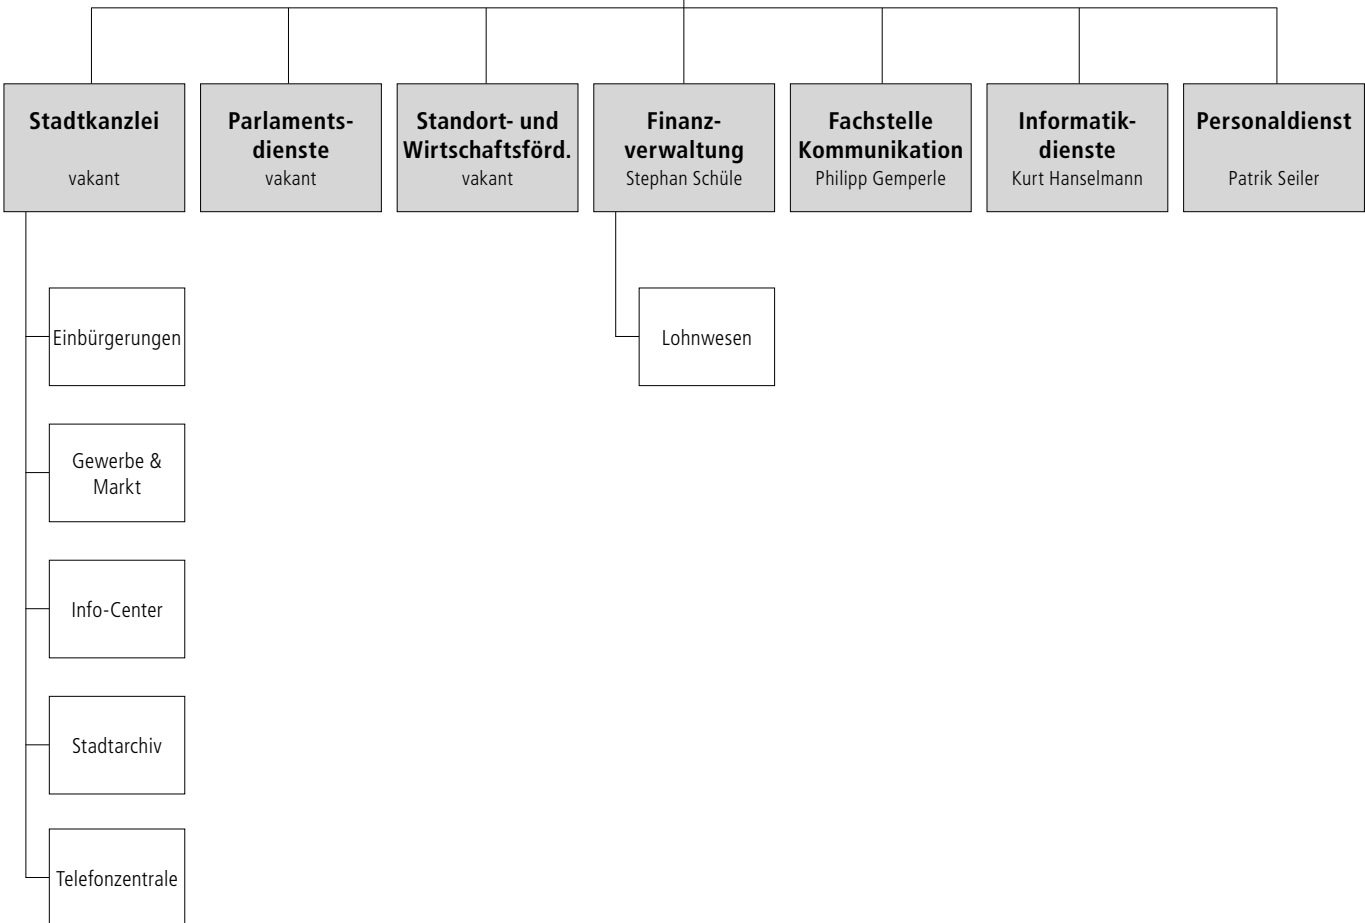 Stadtkanzlei
vakant
Parlaments-
dienste
vakant
Standort- und
Wirtschaftsförd.
vakant
Finanz-
verwaltung
Stephan Schüle
Fachstelle
Kommunikation
Philipp Gemperle
Informatik-
dienste
Kurt Hanselmann
Personaldienst
Patrik Seiler
Einbürgerungen
Gewerbe &
Markt
Info-Center
Stadtarchiv
Telefonzentrale
Lohnwesen